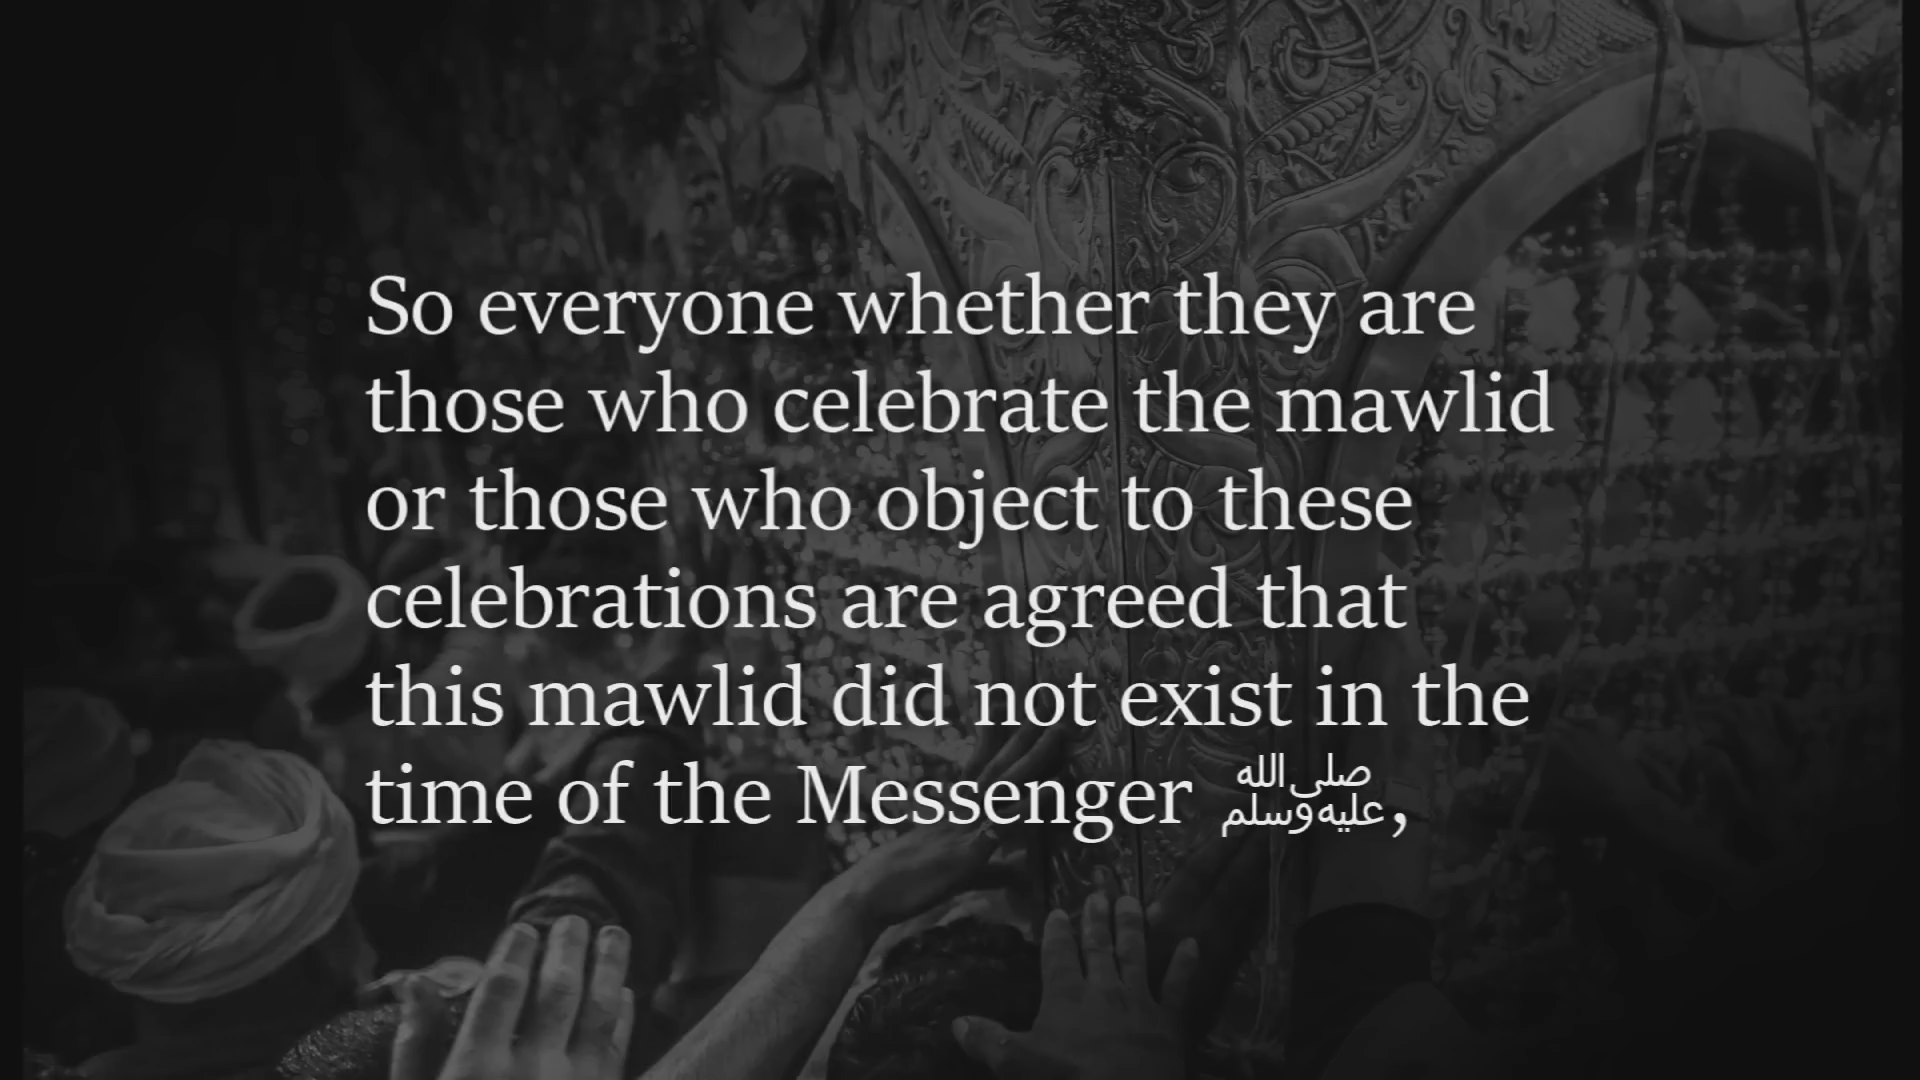 So everyone whether they are
those who celebrate the mawlid
or those who object to these
celebrations are agreed that
this mawlid did not exist in the
time of the Messenger ﷺ,